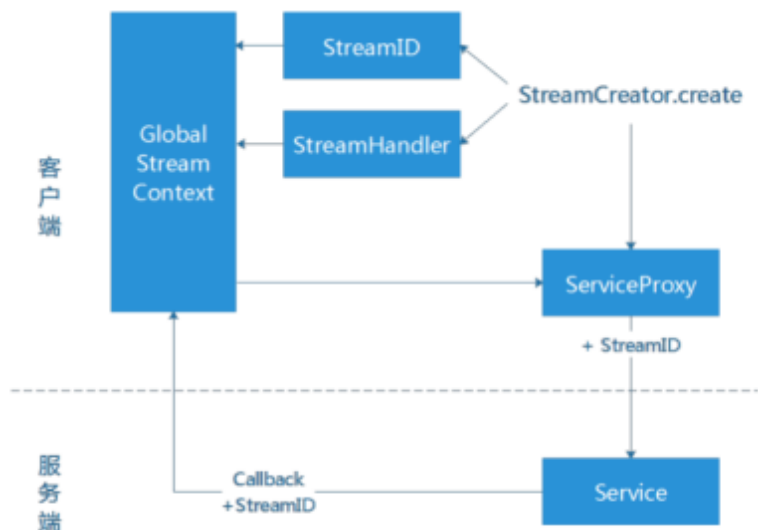 StreamID
StreamCreator.create
Global
Stream
Context
StreamHandler
客户端
ServiceProxy
+ StreamID
服务端
Callback
+StreamID
Service